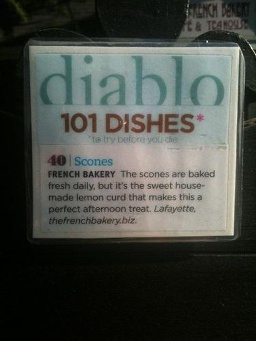 FRENCH BAKERY
& TEAHOUSE
diablo
101 DISHES*
*to try before you die
40 | Scones
FRENCH BAKERY The scones are baked
fresh daily, but it's the sweet house-
made lemon curd that makes this a
perfect afternoon treat. Lafayette,
thefrenchbakery.biz.